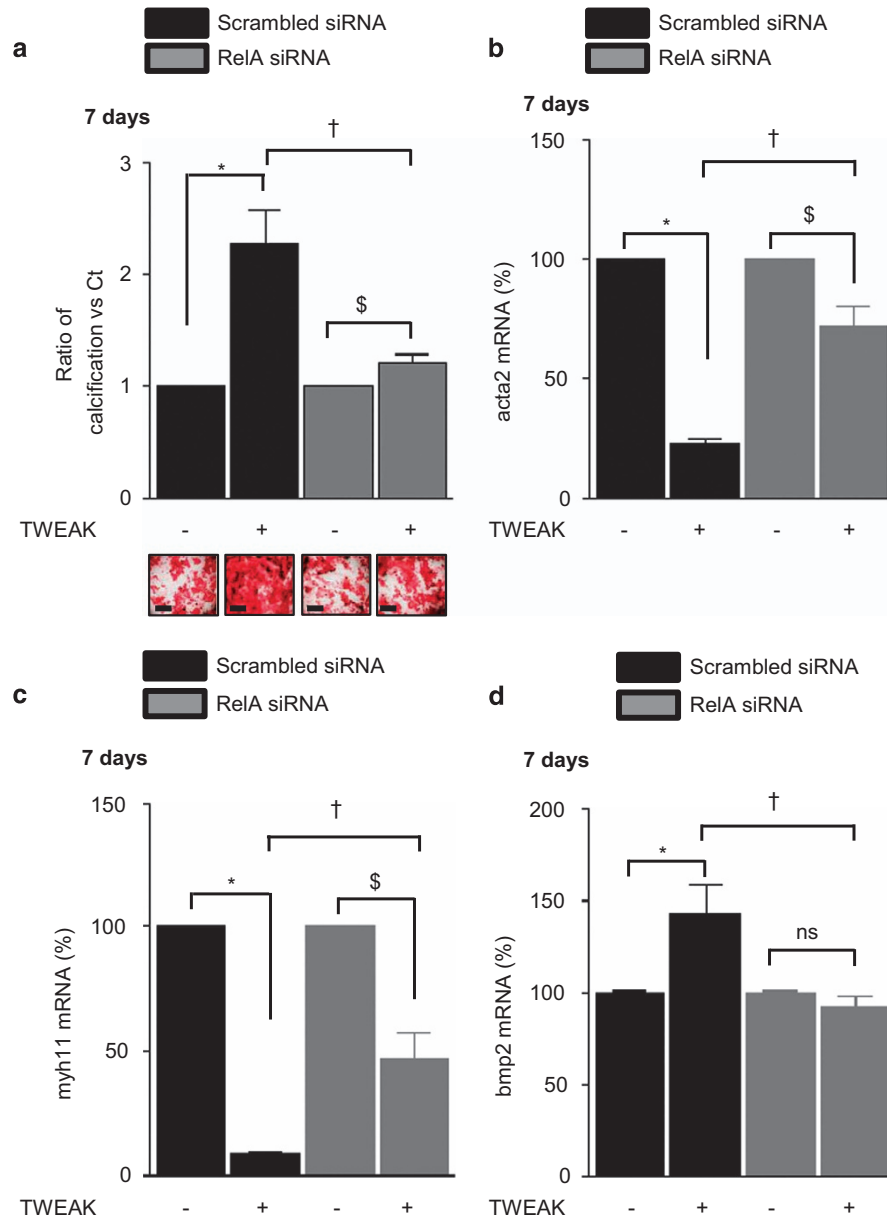 a
Scrambled siRNA
RelA siRNA
7 days
Ratio of
calcification vs Ct
3
2
1
0
*
†
$
TWEAK - + - +
b
Scrambled siRNA
RelA siRNA
7 days
acta2 mRNA (%)
150
100
50
0
*
†
$
TWEAK - + - +
c
Scrambled siRNA
RelA siRNA
7 days
myh11 mRNA (%)
150
100
50
0
*
†
$
TWEAK - + - +
d
Scrambled siRNA
RelA siRNA
7 days
bmp2 mRNA (%)
200
150
100
50
0
*
†
ns
TWEAK - + - +